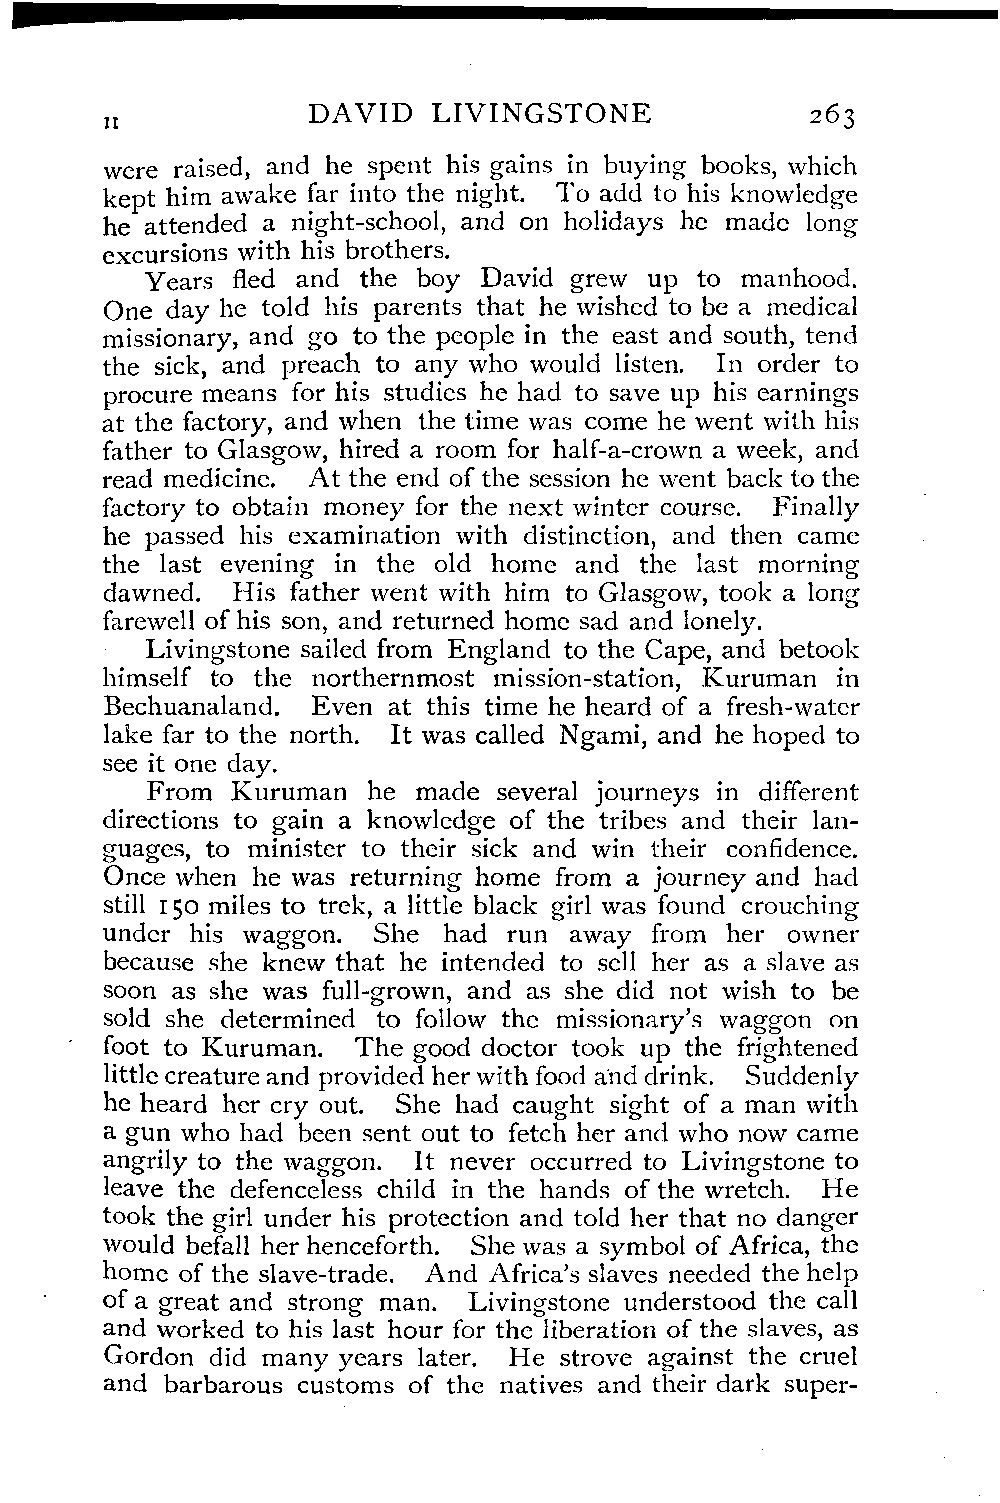 II DAVID LIVINGSTONE 263
were raised, and he spent his gains in buying books, which
kept him awake far into the night. To add to his knowledge
he attended a night-school, and on holidays he made long
excursions with his brothers.
Years fled and the boy David grew up to manhood.
One day he told his parents that he wished to be a medical
missionary, and go to the people in the east and south, tend
the sick, and preach to any who would listen. In order to
procure means for his studies he had to save up his earnings
at the factory, and when the time was come he went with his
father to Glasgow, hired a room for half-a-crown a week, and
read medicine. At the end of the session he went back to the
factory to obtain money for the next winter course. Finally
he passed his examination with distinction, and then came
the last evening in the old home and the last morning
dawned. His father went with him to Glasgow, took a long
farewell of his son, and returned home sad and lonely.
Livingstone sailed from England to the Cape, and betook
himself to the northernmost mission-station, Kuruman in
Bechuanaland. Even at this time he heard of a fresh-water
lake far to the north. It was called Ngami, and he hoped to
see it one day.
From Kuruman he made several journeys in different
directions to gain a knowledge of the tribes and their lan-
guages, to minister to their sick and win their confidence.
Once when he was returning home from a journey and had
still 150 miles to trek, a little black girl was found crouching
under his waggon. She had run away from her owner
because she knew that he intended to sell her as a slave as
soon as she was full-grown, and as she did not wish to be
sold she determined to follow the missionary's waggon on
foot to Kuruman. The good doctor took up the frightened
little creature and provided her with food and drink. Suddenly
he heard her cry out. She had caught sight of a man with
a gun who had been sent out to fetch her and who now came
angrily to the waggon. It never occurred to Livingstone to
leave the defenceless child in the hands of the wretch. He
took the girl under his protection and told her that no danger
would befall her henceforth. She was a symbol of Africa, the
home of the slave-trade. And Africa's slaves needed the help
of a great and strong man. Livingstone understood the call
and worked to his last hour for the liberation of the slaves, as
Gordon did many years later. He strove against the cruel
and barbarous customs of the natives and their dark super-